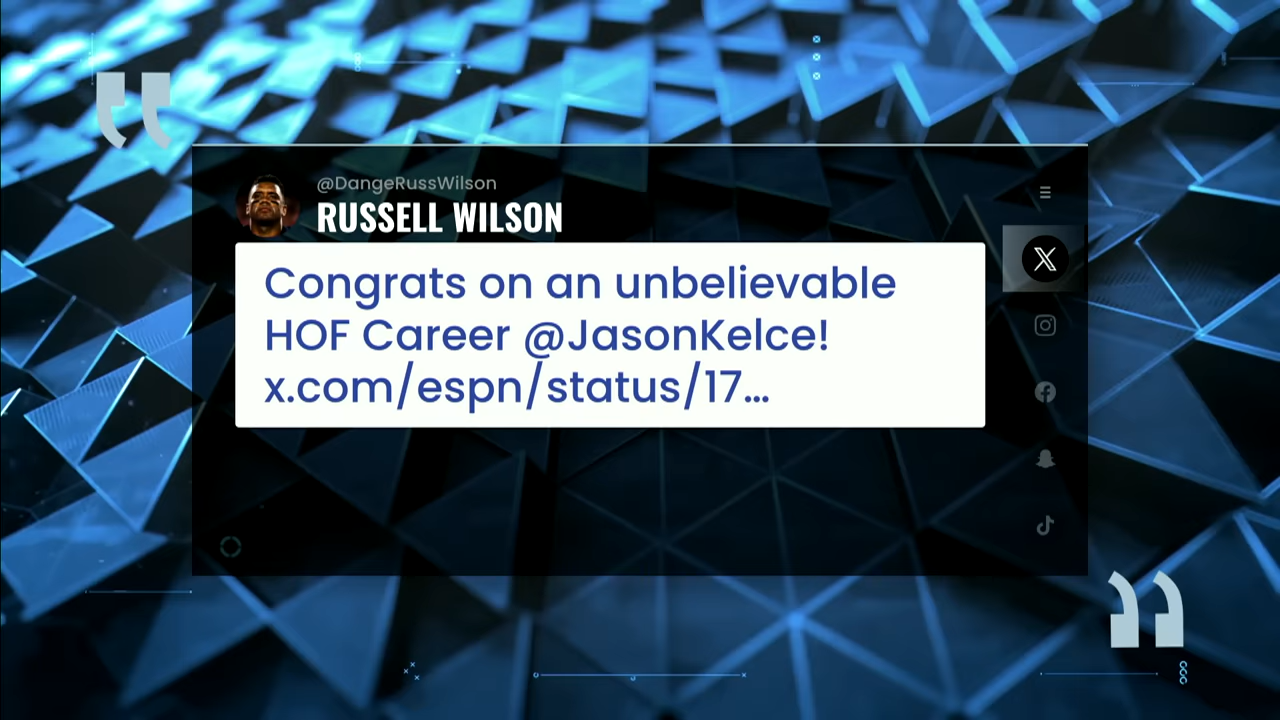 @DangeRussWilson
RUSSELL WILSON
Congrats on an unbelievable
HOF Career @JasonKelce!
x.com/espn/status/17...